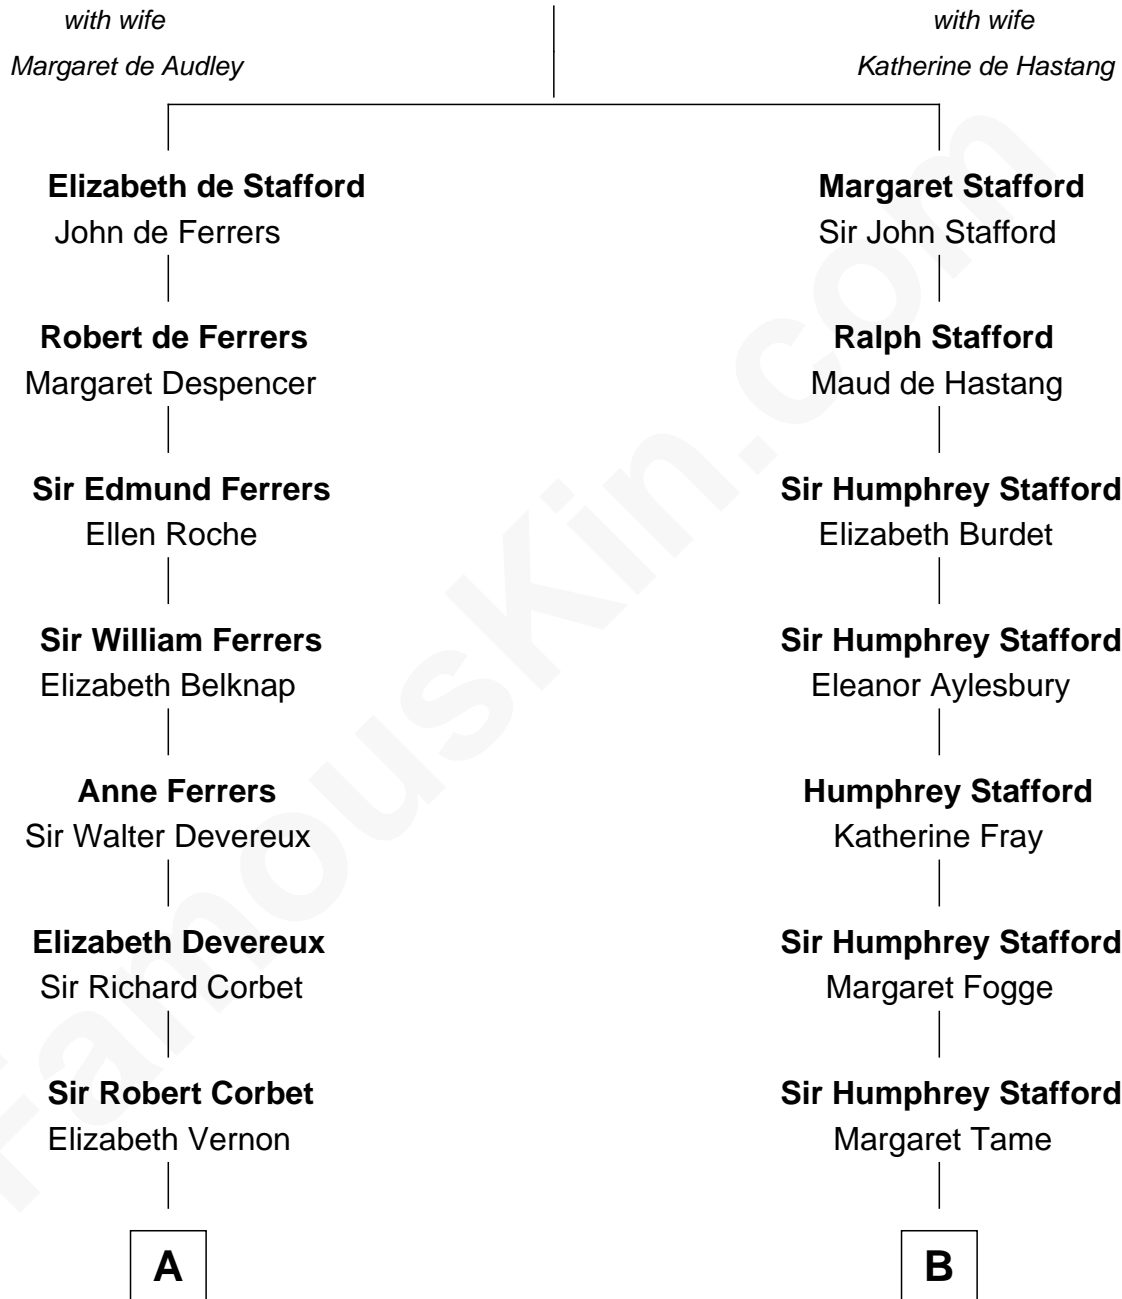 with wife
Margaret de Audley
with wife
Katherine de Hastang
Elizabeth de Stafford
John de Ferrers
Margaret Stafford
Sir John Stafford
Robert de Ferrers
Margaret Despencer
Ralph Stafford
Maud de Hastang
Sir Edmund Ferrers
Ellen Roche
Sir Humphrey Stafford
Elizabeth Burdet
Sir William Ferrers
Elizabeth Belknap
Sir Humphrey Stafford
Eleanor Aylesbury
Anne Ferrers
Sir Walter Devereux
Humphrey Stafford
Katherine Fray
Elizabeth Devereux
Sir Richard Corbet
Sir Humphrey Stafford
Margaret Fogge
Sir Robert Corbet
Elizabeth Vernon
Sir Humphrey Stafford
Margaret Tame
A
B
FamousKin.com